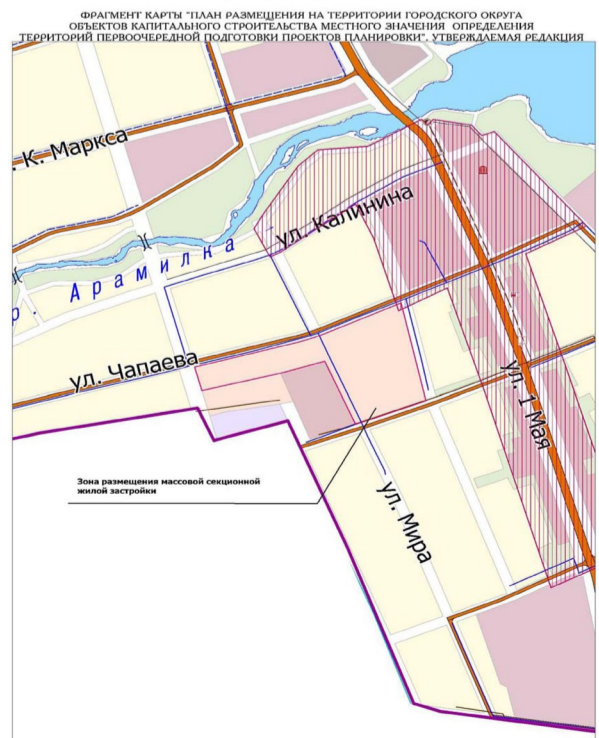 ФРАГМЕНТ КАРТЫ "ПЛАН РАЗМЕЩЕНИЯ НА ТЕРРИТОРИИ ГОРОДСКОГО ОКРУГА
ОБЪЕКТОВ КАПИТАЛЬНОГО СТРОИТЕЛЬСТВА МЕСТНОГО ЗНАЧЕНИЯ ОПРЕДЕЛЕНИЯ
ТЕРРИТОРИЙ ПЕРВООЧЕРЕДНОЙ ПОДГОТОВКИ ПРОЕКТОВ ПЛАНИРОВКИ". УТВЕРЖДАЕМАЯ РЕДАКЦИЯ
. К. Маркса
ул. Калинина
р. Арамилка
ул. Чапаева
ул. 1 Мая
Зона размещения массовой секционной
жилой застройки
ул. Мира